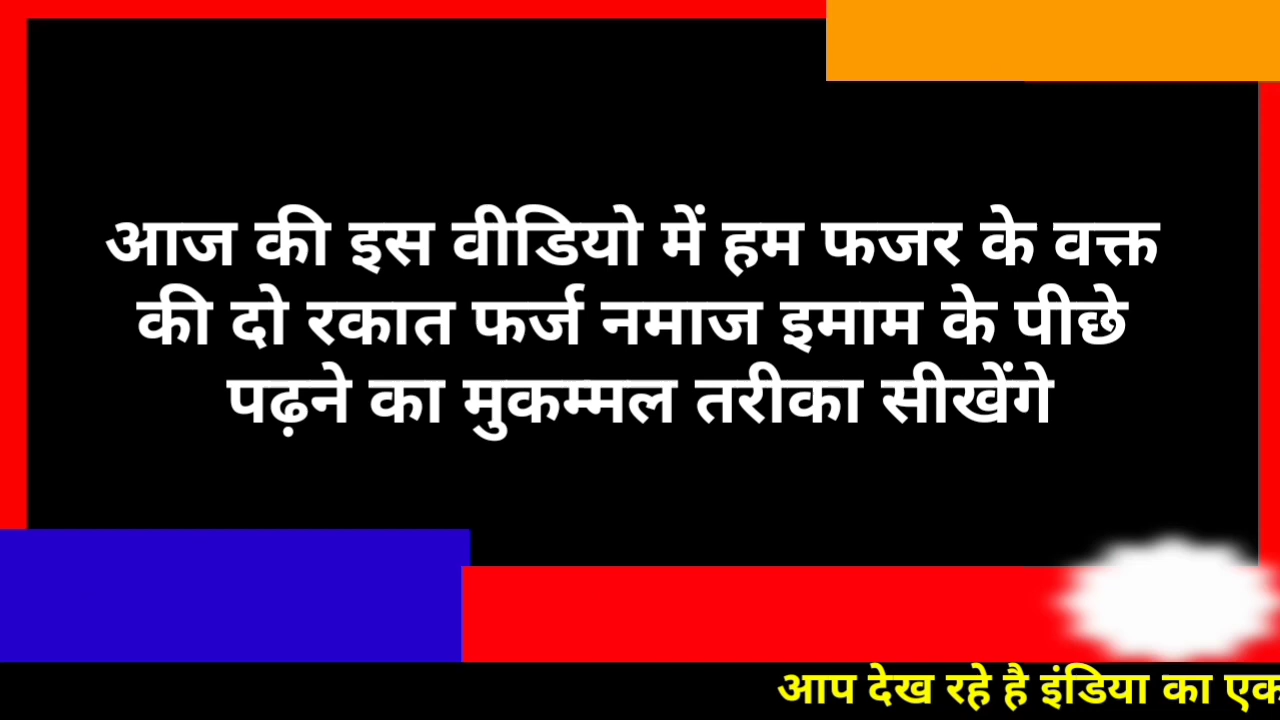 आज की इस वीडियो में हम फजर के वक्त
की दो रकात फर्ज नमाज इमाम के पीछे
पढ़ने का मुकम्मल तरीका सीखेंगे
आप देख रहे है इंडिया का एक